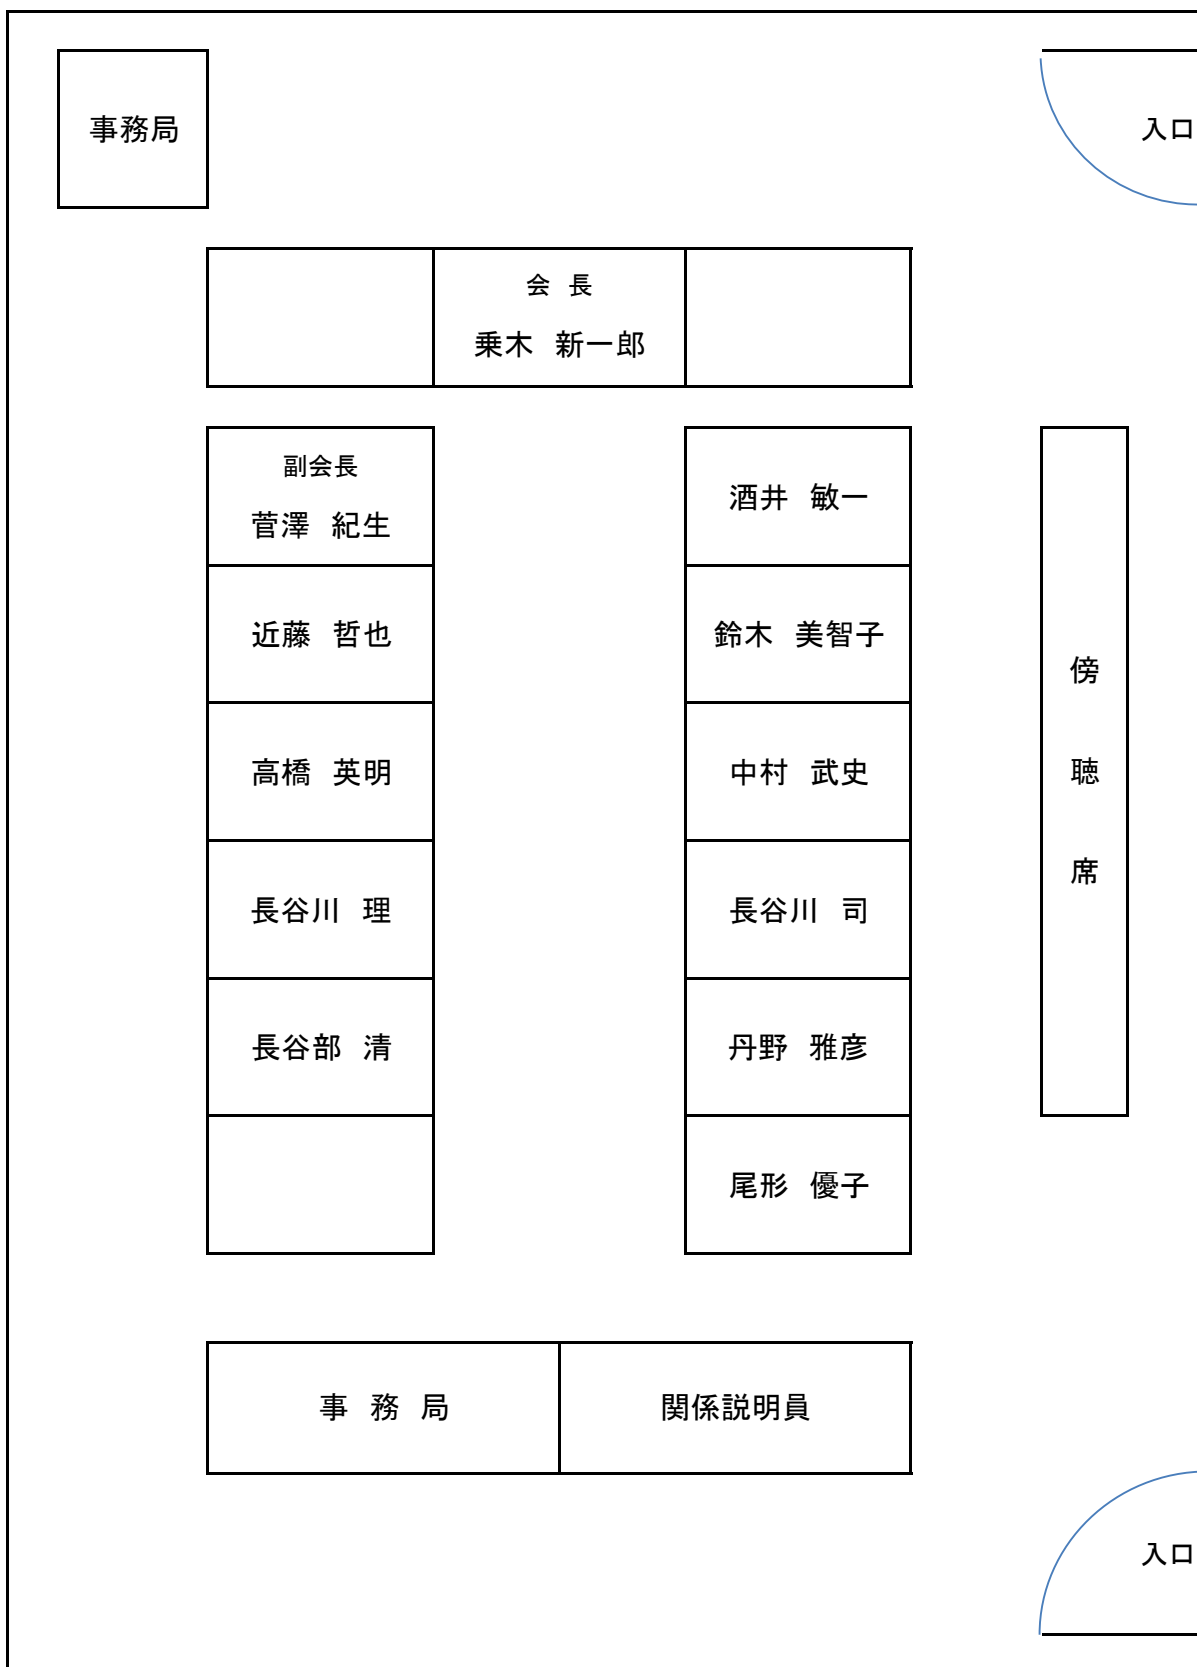 事務局
入口
会 長
乗木 新一郎
副会長
菅澤 紀生
酒井 敏一
近藤 哲也
鈴木 美智子
高橋 英明
中村 武史
長谷川 理
長谷川 司
長谷部 清
丹野 雅彦
尾形 優子
傍
聴
席
事 務 局
関係説明員
入口